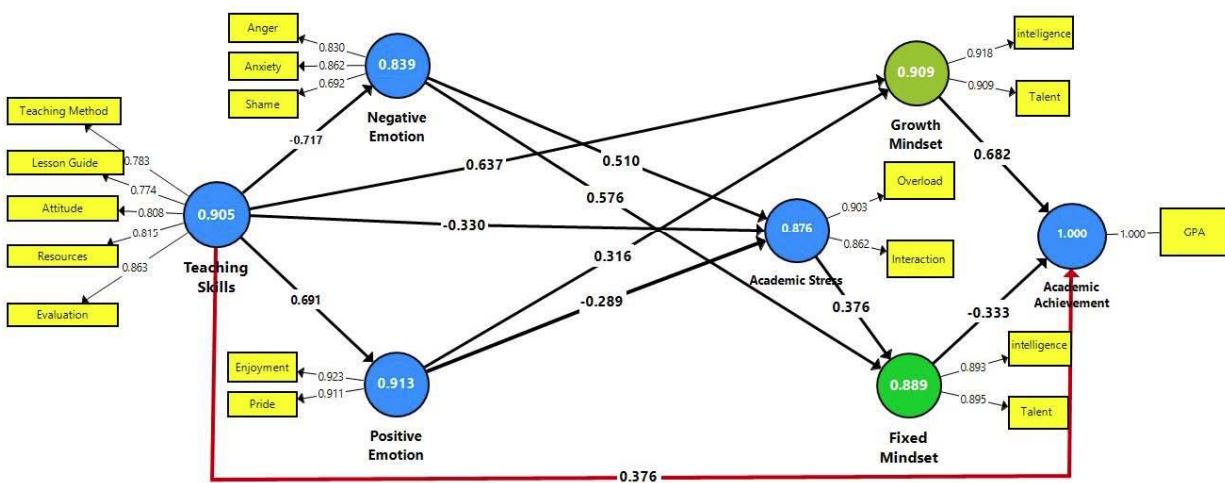 Anger
0.830
Anxiety
0.862
Shame
0.692
0.839
Negative
Emotion
Teaching Method
0.783
Lesson Guide
0.774
Attitude
0.808
Resources
0.815
Evaluation
0.863
0.905
Teaching
Skills
-0.717
0.691
0.637
-0.330
Enjoyment
0.923
Pride
0.911
0.913
Positive
Emotion
0.510
0.576
0.316
-0.289
0.909
Growth
Mindset
0.918
intelligence
0.909
Talent
0.682
0.876
Academic Stress
0.903
Overload
0.862
Interaction
0.376
1.000
Academic
Achievement
1.000
GPA
-0.333
0.889
Fixed
Mindset
0.893
intelligence
0.895
Talent
0.376